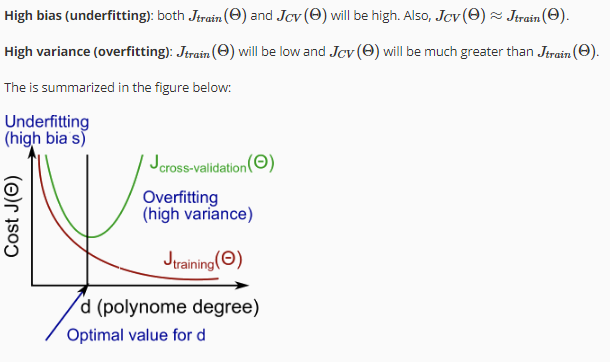 High bias (underfitting): both J_train(Θ) and J_CV(Θ) will be high. Also, J_CV(Θ) ≈ J_train(Θ).
High variance (overfitting): J_train(Θ) will be low and J_CV(Θ) will be much greater than J_train(Θ).
The is summarized in the figure below:
Underfitting
(high bia s)
J_cross-validation(Θ)
Overfitting
(high variance)
Cost J(Θ)
J_training(Θ)
d (polynome degree)
Optimal value for d